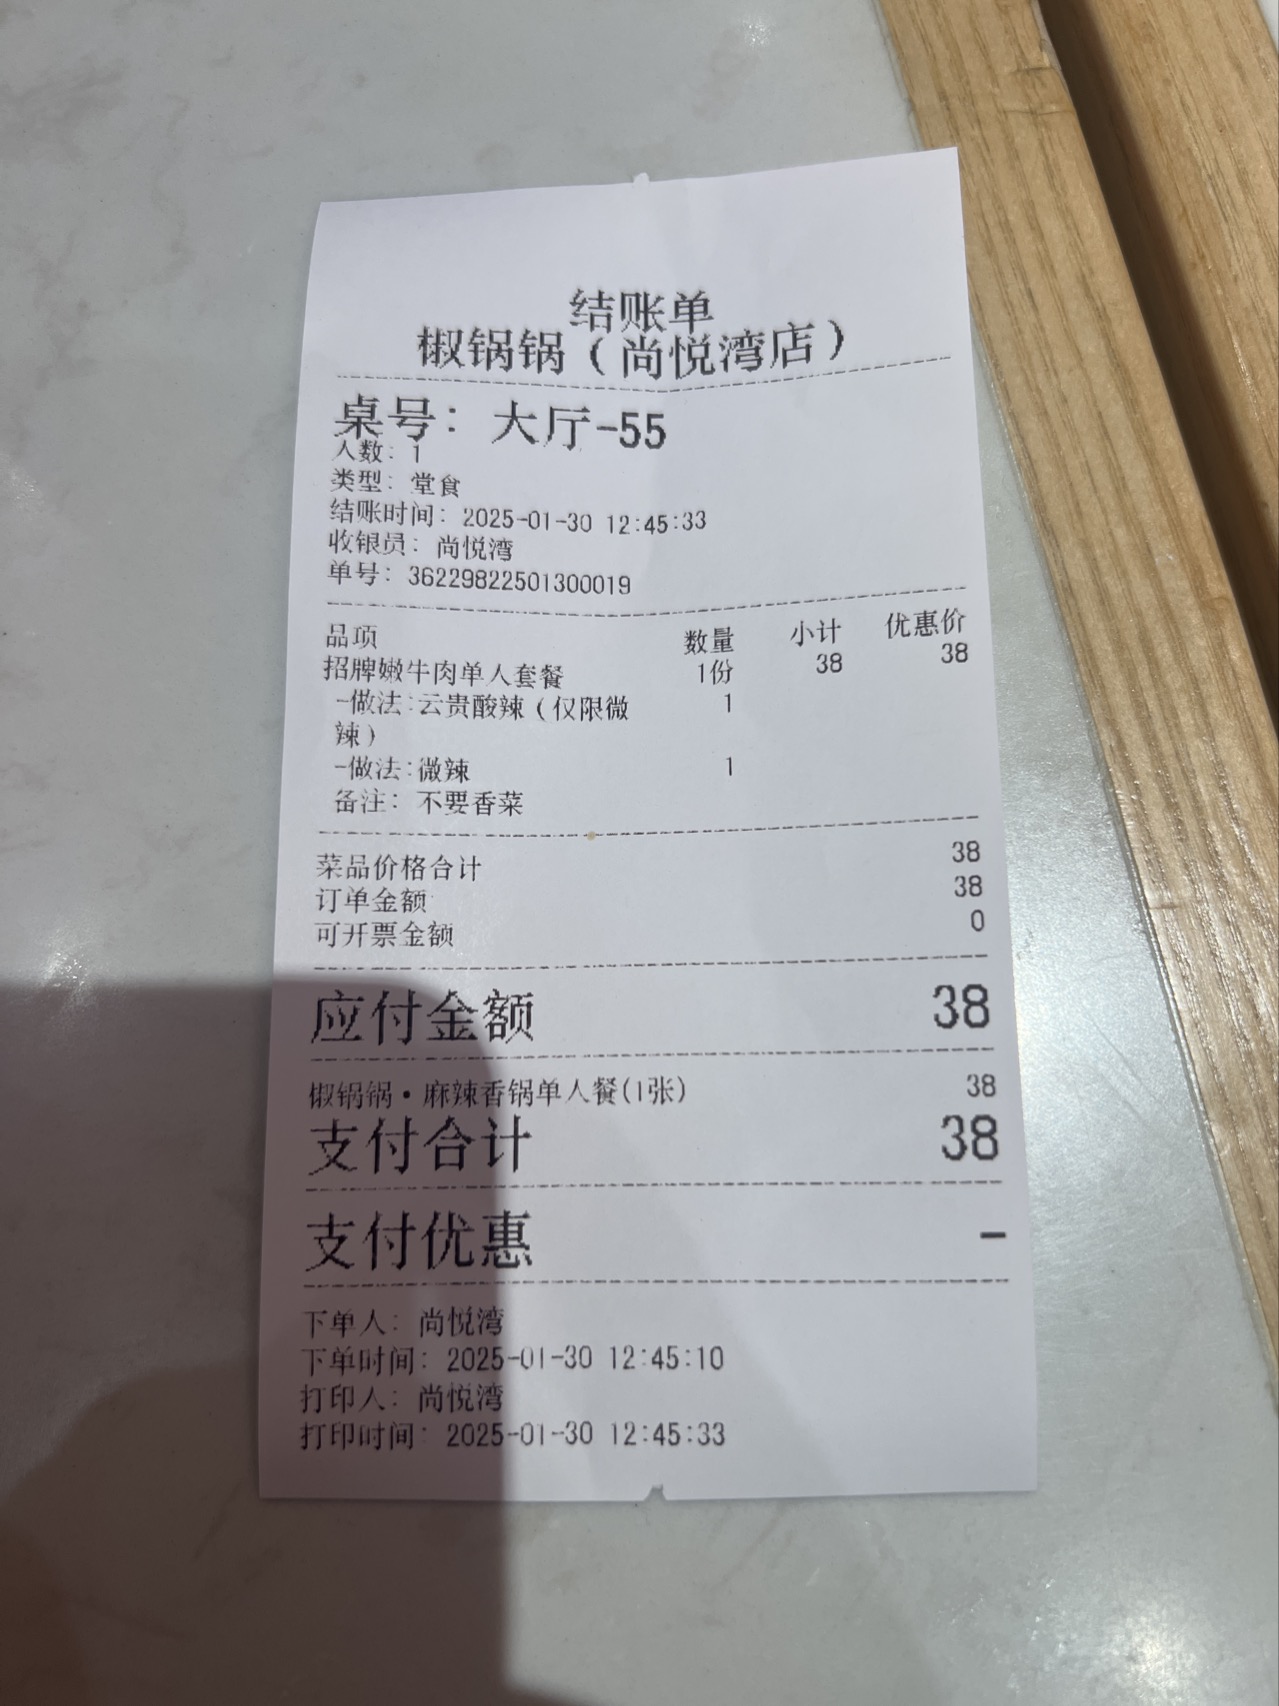 结账单
椒锅锅（尚悦湾店）
桌号：大厅-55
人数：1
类型：堂食
结账时间：2025-01-30 12:45:33
收银员：尚悦湾
单号：36229822501300019
品项 数量 小计 优惠价
招牌嫩牛肉单人套餐 1份 38 38
-做法：云贵酸辣（仅限微 1
辣）
-做法：微辣 1
备注：不要香菜
菜品价格合计 38
订单金额 38
可开票金额 0
应付金额 38
椒锅锅·麻辣香锅单人餐(1张) 38
支付合计 38
支付优惠 -
下单人：尚悦湾
下单时间：2025-01-30 12:45:10
打印人：尚悦湾
打印时间：2025-01-30 12:45:33